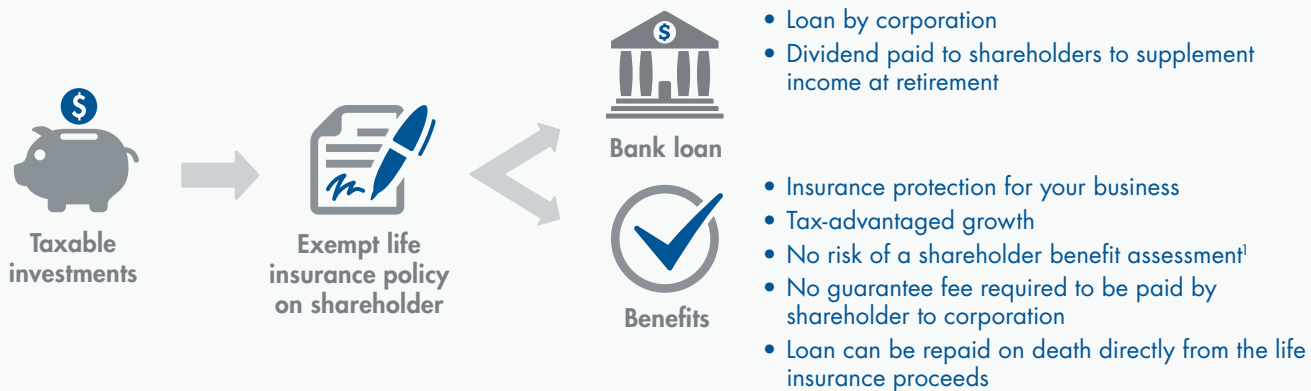 $
Taxable
investments
Exempt life
insurance policy
on shareholder
$
Bank loan
• Loan by corporation
• Dividend paid to shareholders to supplement
income at retirement
Benefits
• Insurance protection for your business
• Tax-advantaged growth
• No risk of a shareholder benefit assessment¹
• No guarantee fee required to be paid by
shareholder to corporation
• Loan can be repaid on death directly from the life
insurance proceeds